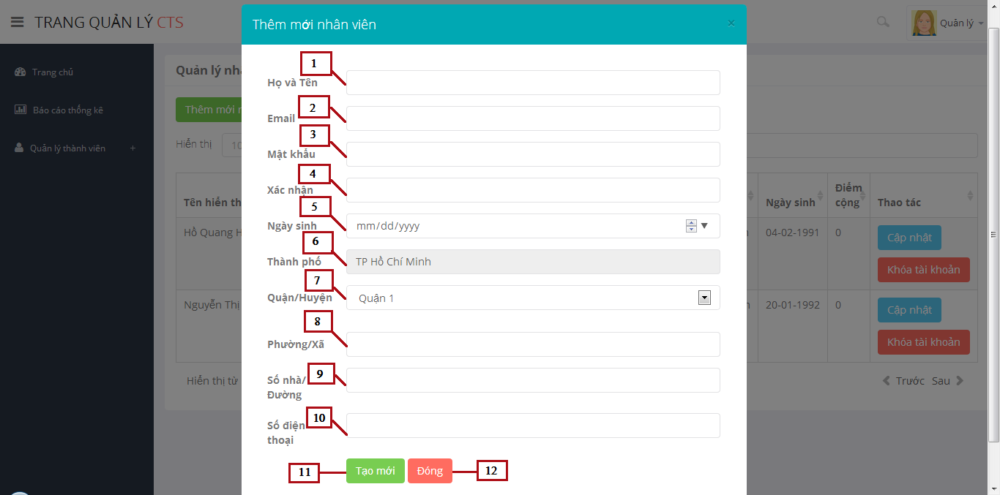 TRANG QUẢN LÝ CTS
Quản lý
Trang chủ
Báo cáo thống kê
Quản lý thành viên +
Quản lý nh
Thêm mới
Hiển thị 10
Tên hiển th
Ngày sinh
Điểm cộng
Thao tác
Hồ Quang H
04-02-1991
0
Cập nhật
Khóa tài khoản
Nguyễn Thị
20-01-1992
0
Cập nhật
Khóa tài khoản
Hiển thị từ
Trước Sau
Thêm mới nhân viên ×
1
Họ và Tên
2
Email
3
Mật khẩu
4
Xác nhận
5
Ngày sinh mm/dd/yyyy
6
Thành phố TP Hồ Chí Minh
7
Quận/Huyện Quận 1
8
Phường/Xã
9
Số nhà/
Đường
10
Số điện
thoại
11 Tạo mới Đóng 12